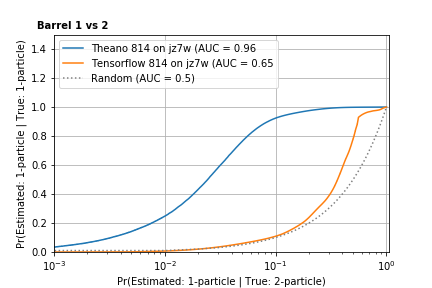 Barrel 1 vs 2
Pr(Estimated: 1-particle | True: 1-particle)
1.4
1.2
1.0
0.8
0.6
0.4
0.2
0.0
Theano 814 on jz7w (AUC = 0.96
Tensorflow 814 on jz7w (AUC = 0.65
Random (AUC = 0.5)
10⁻³ 10⁻² 10⁻¹ 10⁰
Pr(Estimated: 1-particle | True: 2-particle)